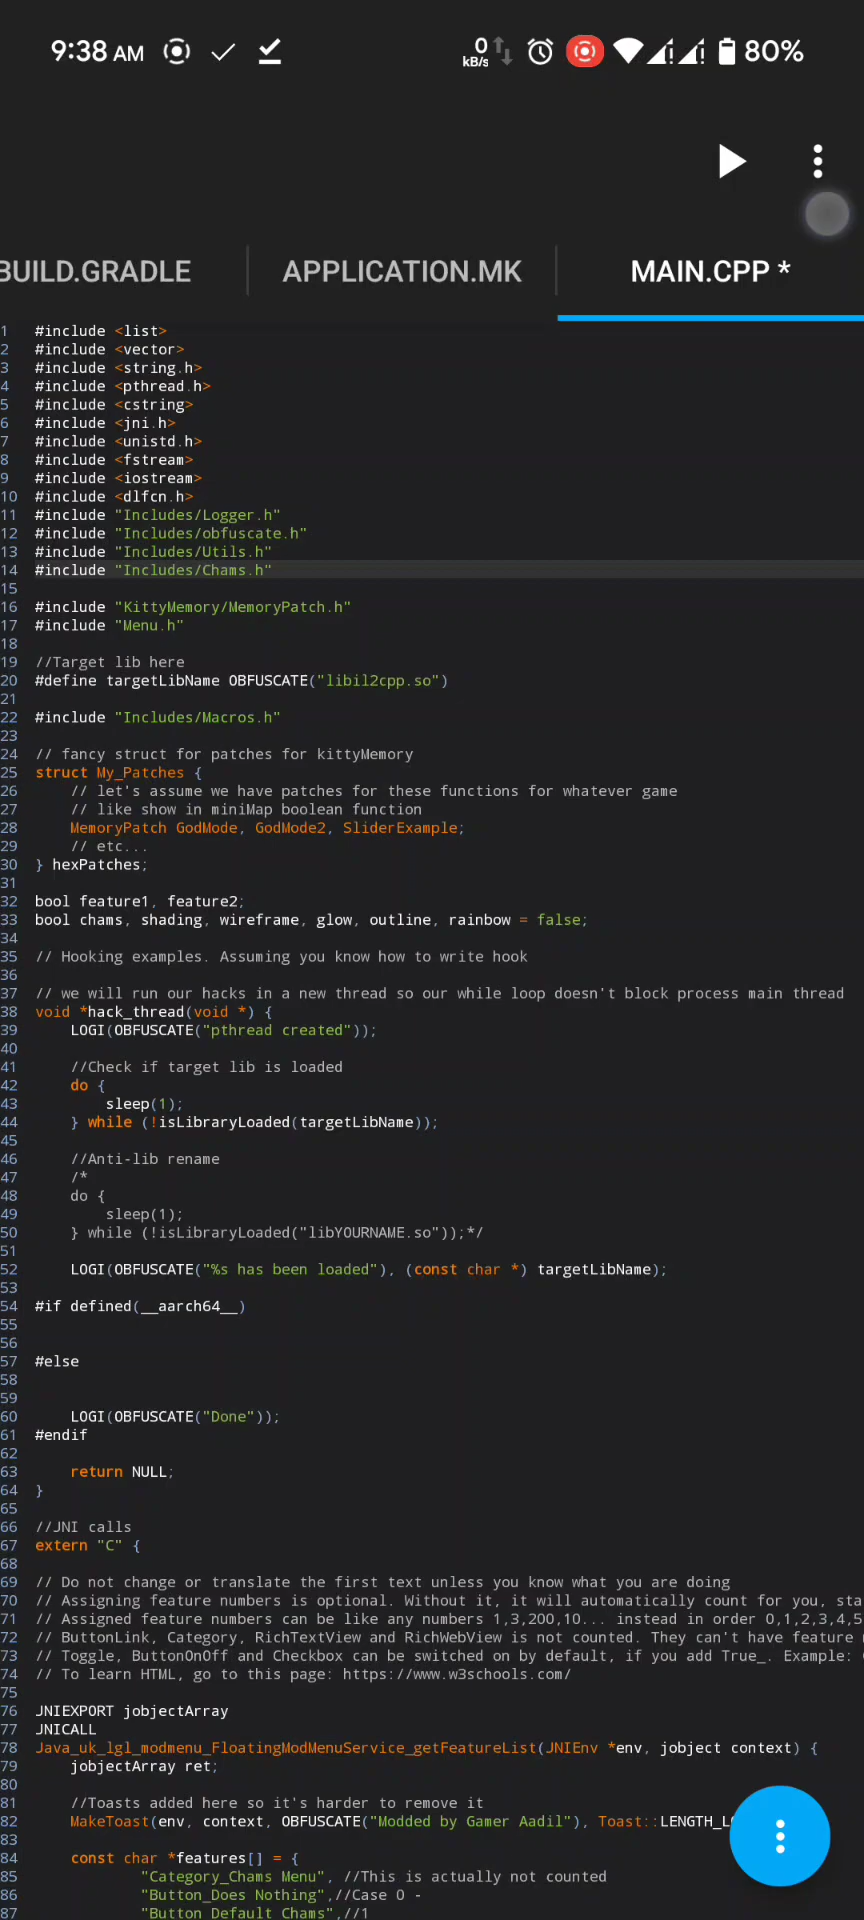 9:38 AM 0 kB/s 80%
BUILD.GRADLE APPLICATION.MK MAIN.CPP *
1 #include <list>
2 #include <vector>
3 #include <string.h>
4 #include <pthread.h>
5 #include <cstring>
6 #include <jni.h>
7 #include <unistd.h>
8 #include <fstream>
9 #include <iostream>
10 #include <dlfcn.h>
11 #include "Includes/Logger.h"
12 #include "Includes/obfuscate.h"
13 #include "Includes/Utils.h"
14 #include "Includes/Chams.h"
15
16 #include "KittyMemory/MemoryPatch.h"
17 #include "Menu.h"
18
19 //Target lib here
20 #define targetLibName OBFUSCATE("libil2cpp.so")
21
22 #include "Includes/Macros.h"
23
24 // fancy struct for patches for kittyMemory
25 struct My_Patches {
26     // let's assume we have patches for these functions for whatever game
27     // like show in miniMap boolean function
28     MemoryPatch GodMode, GodMode2, SliderExample;
29     // etc...
30 } hexPatches;
31
32 bool feature1, feature2;
33 bool chams, shading, wireframe, glow, outline, rainbow = false;
34
35 // Hooking examples. Assuming you know how to write hook
36
37 // we will run our hacks in a new thread so our while loop doesn't block process main thread
38 void *hack_thread(void *) {
39     LOGI(OBFUSCATE("pthread created"));
40
41     //Check if target lib is loaded
42     do {
43         sleep(1);
44     } while (!isLibraryLoaded(targetLibName));
45
46     //Anti-lib rename
47     /*
48     do {
49         sleep(1);
50     } while (!isLibraryLoaded("libYOURNAME.so"));*/
51
52     LOGI(OBFUSCATE("%s has been loaded"), (const char *) targetLibName);
53
54 #if defined(__aarch64__)
55
56
57 #else
58
59
60     LOGI(OBFUSCATE("Done"));
61 #endif
62
63     return NULL;
64 }
65
66 //JNI calls
67 extern "C" {
68
69 // Do not change or translate the first text unless you know what you are doing
70 // Assigning feature numbers is optional. Without it, it will automatically count for you, sta
71 // Assigned feature numbers can be like any numbers 1,3,200,10... instead in order 0,1,2,3,4,5
72 // ButtonLink, Category, RichTextView and RichWebView is not counted. They can't have feature
73 // Toggle, ButtonOnOff and Checkbox can be switched on by default, if you add True_. Example:
74 // To learn HTML, go to this page: https://www.w3schools.com/
75
76 JNIEXPORT jobjectArray
77 JNICALL
78 Java_uk_lgl_modmenu_FloatingModMenuService_getFeatureList(JNIEnv *env, jobject context) {
79     jobjectArray ret;
80
81     //Toasts added here so it's harder to remove it
82     MakeToast(env, context, OBFUSCATE("Modded by Gamer Aadil"), Toast::LENGTH_L
83
84     const char *features[] = {
85             "Category_Chams Menu", //This is actually not counted
86             "Button_Does Nothing",//Case 0 -
87             "Button_Default Chams",//1